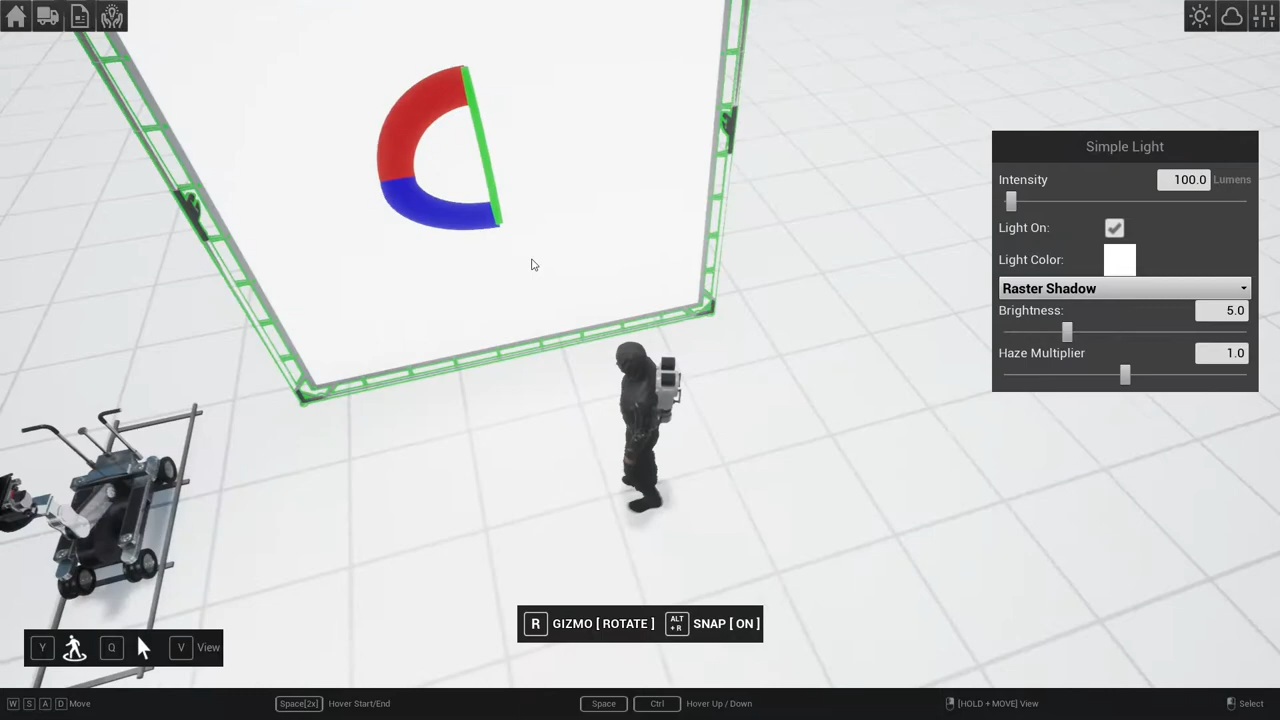 Simple Light
Intensity 100.0 Lumens
Light On:
Light Color:
Raster Shadow
Brightness: 5.0
Haze Multiplier 1.0
R GIZMO [ ROTATE ] ALT + R SNAP [ ON ]
Y Q V View
W S A D Move Space[2x] Hover Start/End Space Ctrl Hover Up / Down [HOLD + MOVE] View Select